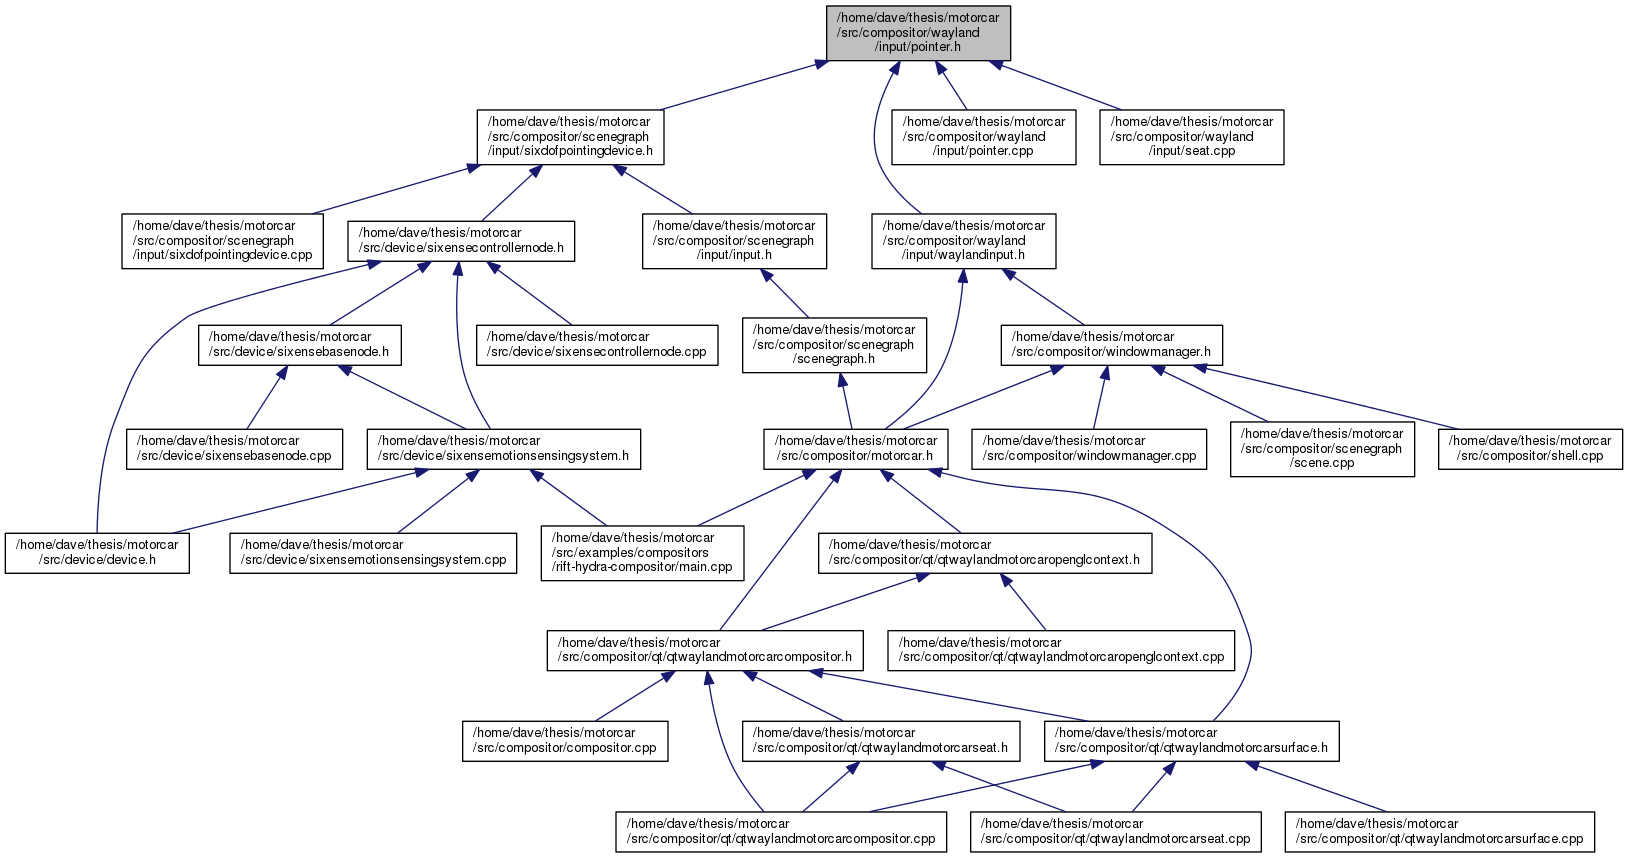 /home/dave/thesis/motorcar
/src/compositor/wayland
/input/pointer.h
/home/dave/thesis/motorcar
/src/compositor/scenegraph
/input/sixdofpointingdevice.h
/home/dave/thesis/motorcar
/src/compositor/wayland
/input/pointer.cpp
/home/dave/thesis/motorcar
/src/compositor/wayland
/input/seat.cpp
/home/dave/thesis/motorcar
/src/compositor/scenegraph
/input/sixdofpointingdevice.cpp
/home/dave/thesis/motorcar
/src/device/sixensecontrollernode.h
/home/dave/thesis/motorcar
/src/compositor/scenegraph
/input/input.h
/home/dave/thesis/motorcar
/src/compositor/wayland
/input/waylandinput.h
/home/dave/thesis/motorcar
/src/device/sixensebasenode.h
/home/dave/thesis/motorcar
/src/device/sixensecontrollernode.cpp
/home/dave/thesis/motorcar
/src/compositor/scenegraph
/scenegraph.h
/home/dave/thesis/motorcar
/src/compositor/windowmanager.h
/home/dave/thesis/motorcar
/src/device/sixensebasenode.cpp
/home/dave/thesis/motorcar
/src/device/sixensemotionsensingsystem.h
/home/dave/thesis/motorcar
/src/compositor/motorcar.h
/home/dave/thesis/motorcar
/src/compositor/windowmanager.cpp
/home/dave/thesis/motorcar
/src/compositor/scenegraph
/scene.cpp
/home/dave/thesis/motorcar
/src/compositor/shell.cpp
/home/dave/thesis/motorcar
/src/device/device.h
/home/dave/thesis/motorcar
/src/device/sixensemotionsensingsystem.cpp
/home/dave/thesis/motorcar
/src/examples/compositors
/rift-hydra-compositor/main.cpp
/home/dave/thesis/motorcar
/src/compositor/qt/qtwaylandmotorcaropenglcontext.h
/home/dave/thesis/motorcar
/src/compositor/qt/qtwaylandmotorcarcompositor.h
/home/dave/thesis/motorcar
/src/compositor/qt/qtwaylandmotorcaropenglcontext.cpp
/home/dave/thesis/motorcar
/src/compositor/compositor.cpp
/home/dave/thesis/motorcar
/src/compositor/qt/qtwaylandmotorcarseat.h
/home/dave/thesis/motorcar
/src/compositor/qt/qtwaylandmotorcarsurface.h
/home/dave/thesis/motorcar
/src/compositor/qt/qtwaylandmotorcarcompositor.cpp
/home/dave/thesis/motorcar
/src/compositor/qt/qtwaylandmotorcarseat.cpp
/home/dave/thesis/motorcar
/src/compositor/qt/qtwaylandmotorcarsurface.cpp